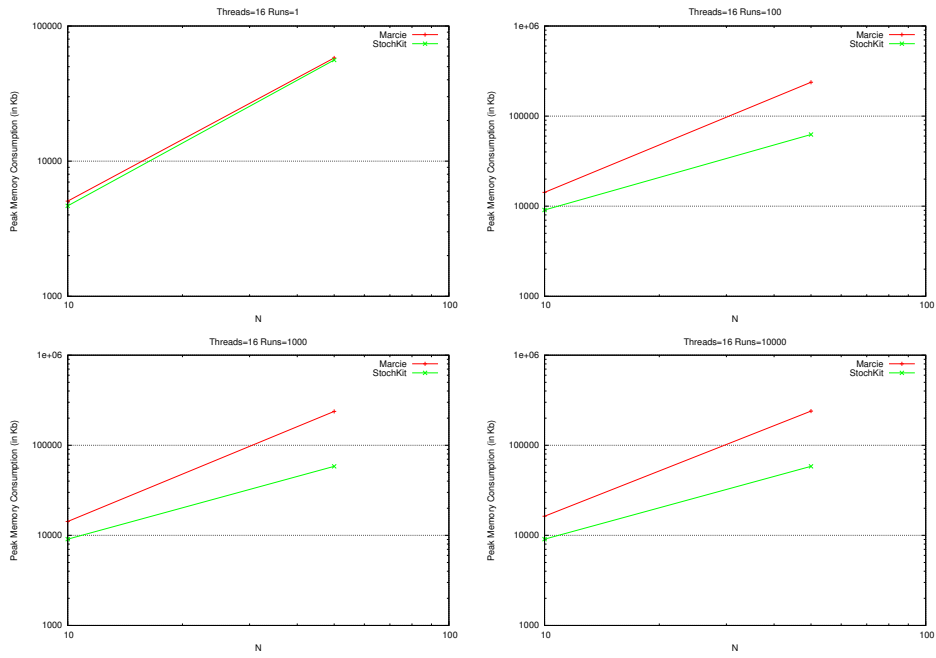 Threads=16 Runs=1
100000
10000
1000
10
100
N
Peak Memory Consumption (in Kb)
Marcie
StochKit
Threads=16 Runs=100
1e+06
100000
10000
1000
10
100
N
Peak Memory Consumption (in Kb)
Marcie
StochKit
Threads=16 Runs=1000
1e+06
100000
10000
1000
10
100
N
Peak Memory Consumption (in Kb)
Marcie
StochKit
Threads=16 Runs=10000
1e+06
100000
10000
1000
10
100
N
Peak Memory Consumption (in Kb)
Marcie
StochKit